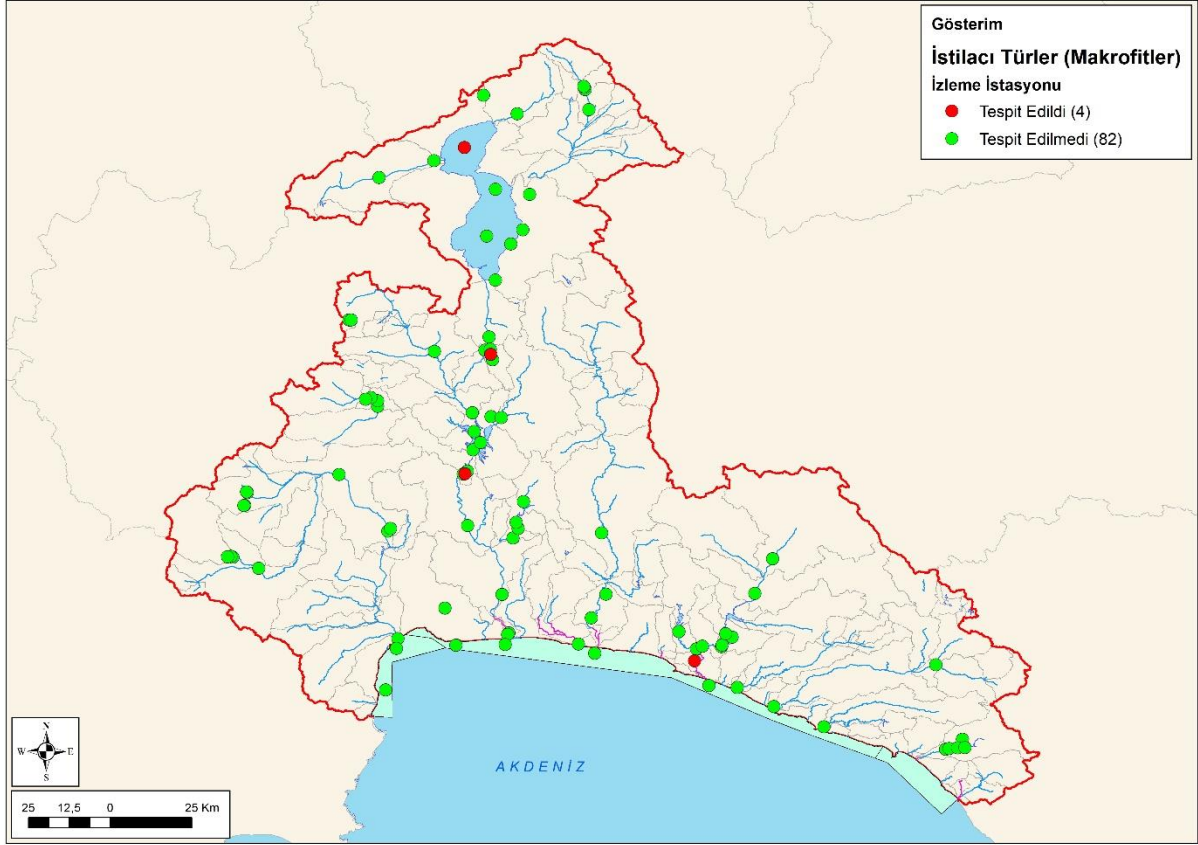 Gösterim
İstilacı Türler (Makrofitler)
İzleme İstasyonu
Tespit Edildi (4)
Tespit Edilmedi (82)
AKDENİZ
N
W E
S
25 12,5 0 25 Km